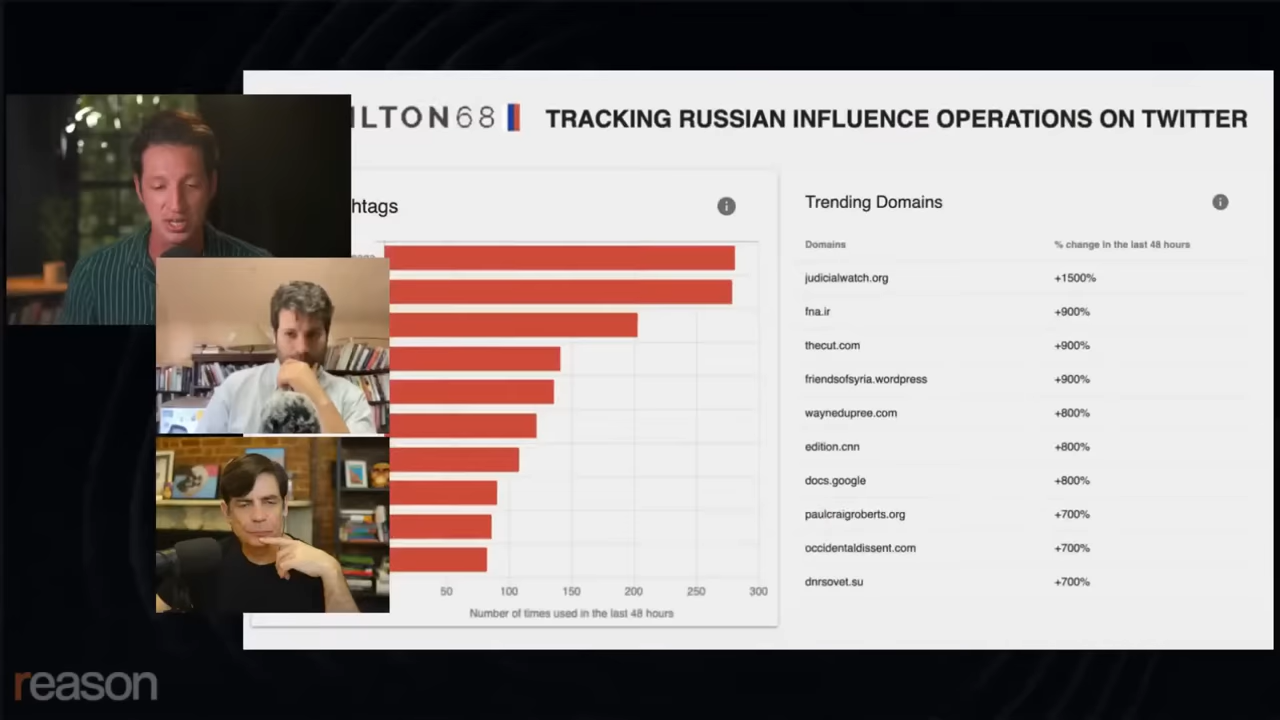 ILTON68 TRACKING RUSSIAN INFLUENCE OPERATIONS ON TWITTER
htags
Trending Domains
Domains % change in the last 48 hours
judicialwatch.org +1500%
fna.ir +900%
thecut.com +900%
friendsofsyria.wordpress +900%
waynedupree.com +800%
edition.cnn +800%
docs.google +800%
paulcraigroberts.org +700%
occidentaldissent.com +700%
dnrsovet.su +700%
50 100 150 200 250 300
Number of times used in the last 48 hours
reason